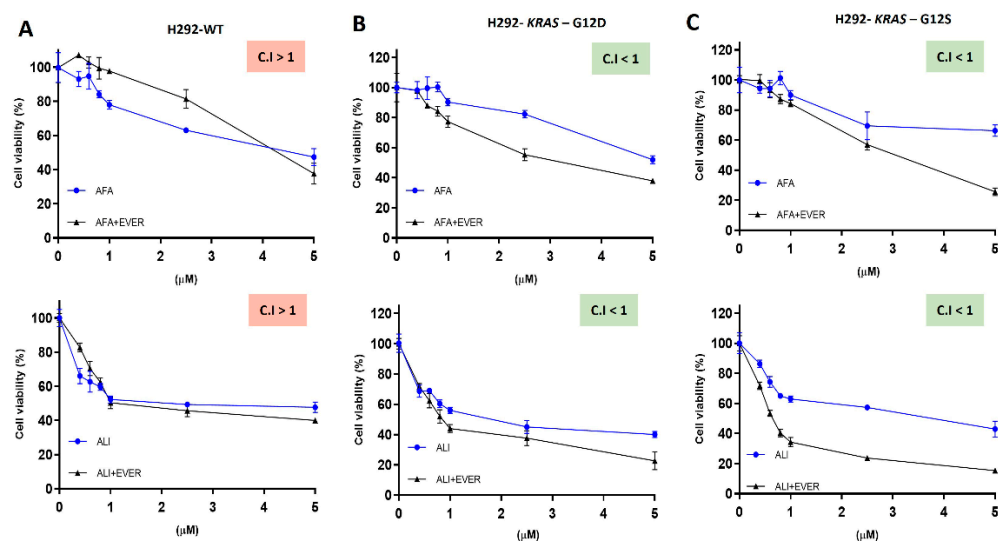 A
H292-WT
C.I > 1
Cell viability (%)
100
80
60
40
20
0
AFA
AFA+EVER
0 1 2 3 4 5
(μM)
B
H292- KRAS – G12D
C.I < 1
Cell viability (%)
120
100
80
60
40
20
0
AFA
AFA+EVER
0 1 2 3 4 5
(μM)
C
H292- KRAS – G12S
C.I < 1
Cell viability (%)
120
100
80
60
40
20
0
AFA
AFA+EVER
0 1 2 3 4 5
(μM)
C.I > 1
Cell viability (%)
100
80
60
40
20
0
ALI
ALI+EVER
0 1 2 3 4 5
(μM)
C.I < 1
Cell viability (%)
120
100
80
60
40
20
0
ALI
ALI+EVER
0 1 2 3 4 5
(μM)
C.I < 1
Cell viability (%)
120
100
80
60
40
20
0
ALI
ALI+EVER
0 1 2 3 4 5
(μM)